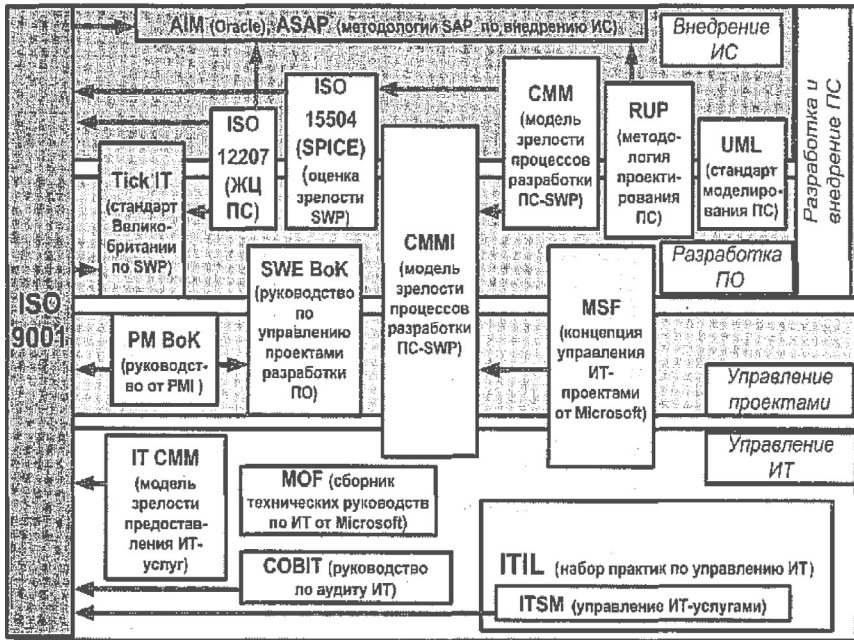 AIM (Oracle), ASAP (методологии SAP по внедрению ИС)
Внедрение
ИС
Разработка и
внедрение ПС
ISO
9001
Tick IT
(стандарт
Велико-
британии
по SWP)
ISO
12207
(ЖЦ
ПС)
ISO
15504
(SPICE)
(оценка
зрелости
SWP)
CMM
(модель
зрелости
процессов
разработки
ПС-SWP)
RUP
(методо-
логия
проекти-
рования
ПС)
UML
(стандарт
моделиро-
вания ПС)
Разработка
ПО
PM BoK
(руководст-
во от PMI)
SWE BoK
(руководство
по
управлению
проектами
разработки
ПО)
CMMI
(модель
зрелости
процессов
разработки
ПС-SWP)
MSF
(концепция
управления
ИТ-
проектами
от Microsoft)
Управление
проектами
Управление
ИТ
IT CMM
(модель
зрелости
предостав-
ления ИТ-
услуг)
MOF (сборник
технических руководств
по ИТ от Microsoft)
COBIT (руководство
по аудиту ИТ)
ITIL (набор практик по управлению ИТ)
ITSM (управление ИТ-услугами)